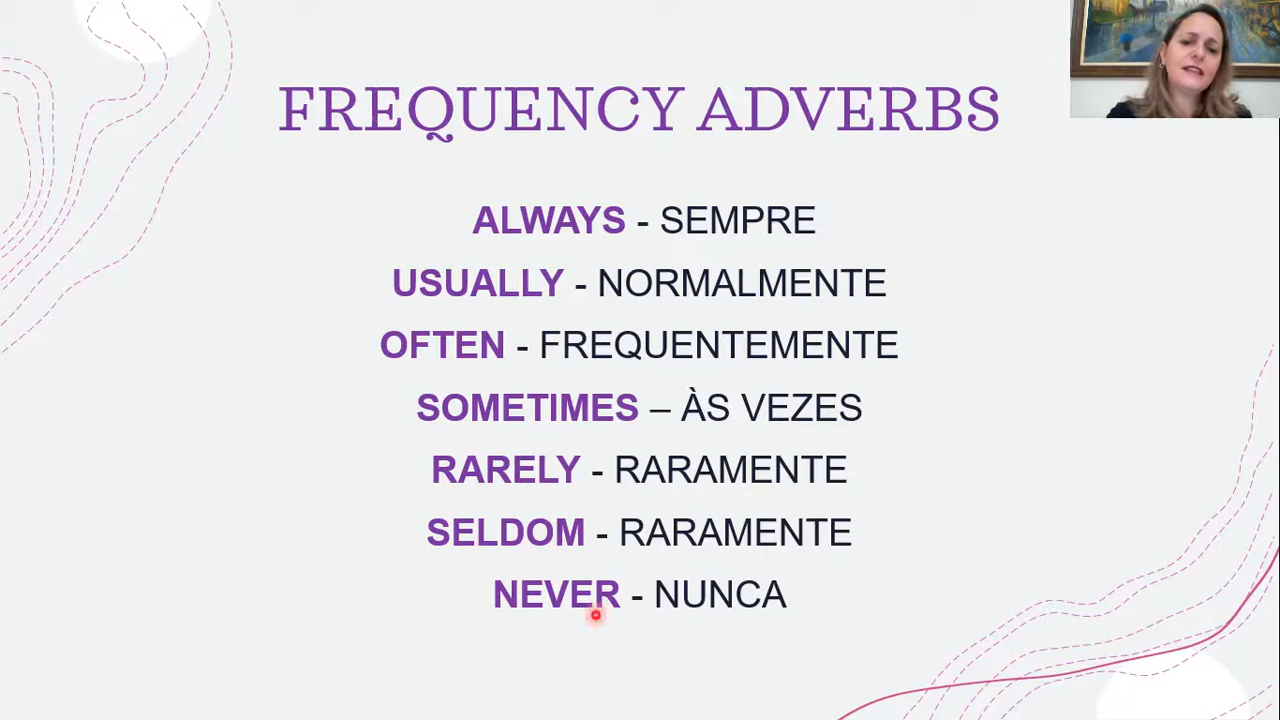 FREQUENCY ADVERBS
ALWAYS - SEMPRE
USUALLY - NORMALMENTE
OFTEN - FREQUENTEMENTE
SOMETIMES – ÀS VEZES
RARELY - RARAMENTE
SELDOM - RARAMENTE
NEVER - NUNCA